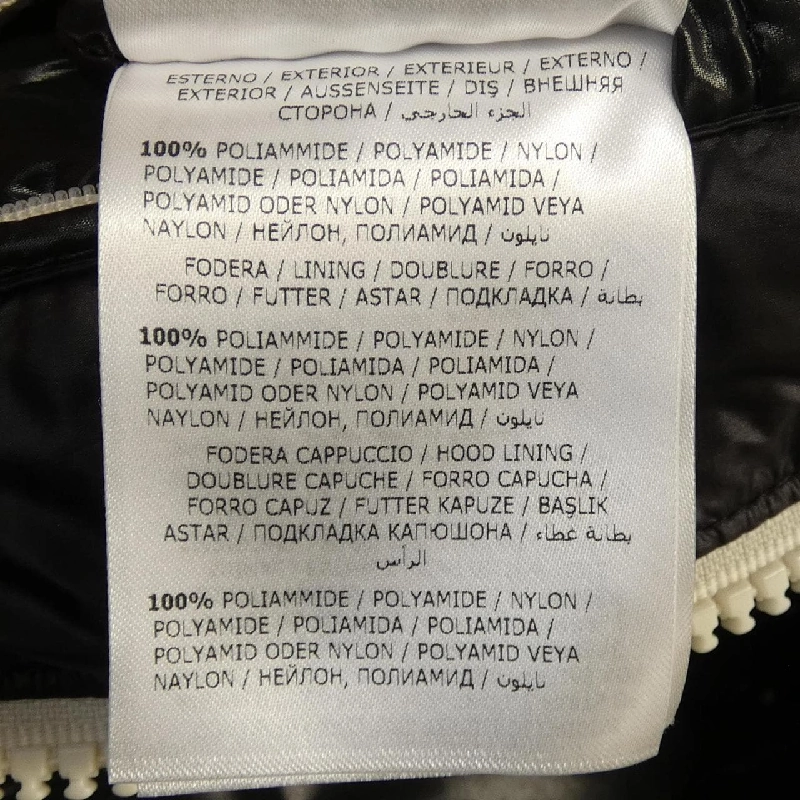 ESTERNO / EXTERIOR / EXTERIEUR / EXTERNO /
EXTERIOR / AUSSENSEITE / DIŞ / ВНЕШНЯЯ
СТОРОНА / الجزء الخارجي
100% POLIAMMIDE / POLYAMIDE / NYLON /
POLYAMIDE / POLIAMIDA / POLIAMIDA /
POLYAMID ODER NYLON / POLYAMID VEYA
NAYLON / НЕЙЛОН, ПОЛИАМИД / نايلون
FODERA / LINING / DOUBLURE / FORRO /
FORRO / FUTTER / ASTAR / ПОДКЛАДКА / بطانة
100% POLIAMMIDE / POLYAMIDE / NYLON /
POLYAMIDE / POLIAMIDA / POLIAMIDA /
POLYAMID ODER NYLON / POLYAMID VEYA
NAYLON / НЕЙЛОН, ПОЛИАМИД / نايلون
FODERA CAPPUCCIO / HOOD LINING /
DOUBLURE CAPUCHE / FORRO CAPUCHA /
FORRO CAPUZ / FUTTER KAPUZE / BAŞLIK
ASTAR / ПОДКЛАДКА КАПЮШОНА / بطانة غطاء
الرأس
100% POLIAMMIDE / POLYAMIDE / NYLON /
POLYAMIDE / POLIAMIDA / POLIAMIDA /
POLYAMID ODER NYLON / POLYAMID VEYA
NAYLON / НЕЙЛОН, ПОЛИАМИД / نايلون